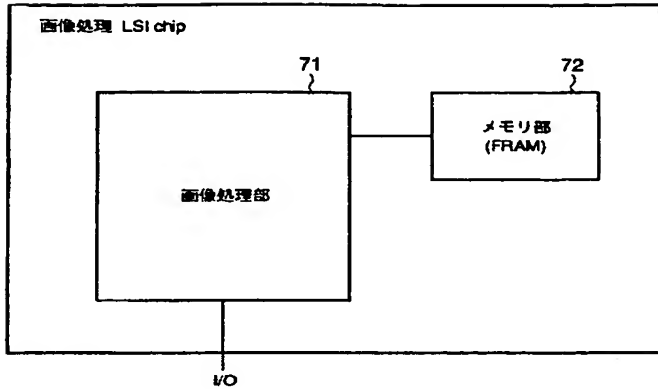 画像処理 LSI chip
71
72
メモリ部
(FRAM)
画像処理部
I/O